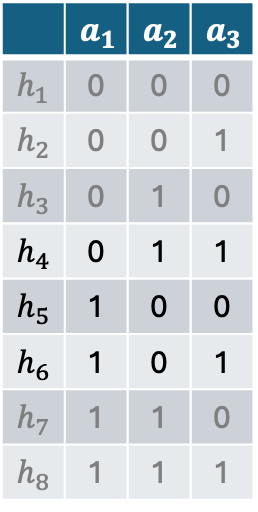 a₁ a₂ a₃
h₁ 0 0 0
h₂ 0 0 1
h₃ 0 1 0
h₄ 0 1 1
h₅ 1 0 0
h₆ 1 0 1
h₇ 1 1 0
h₈ 1 1 1